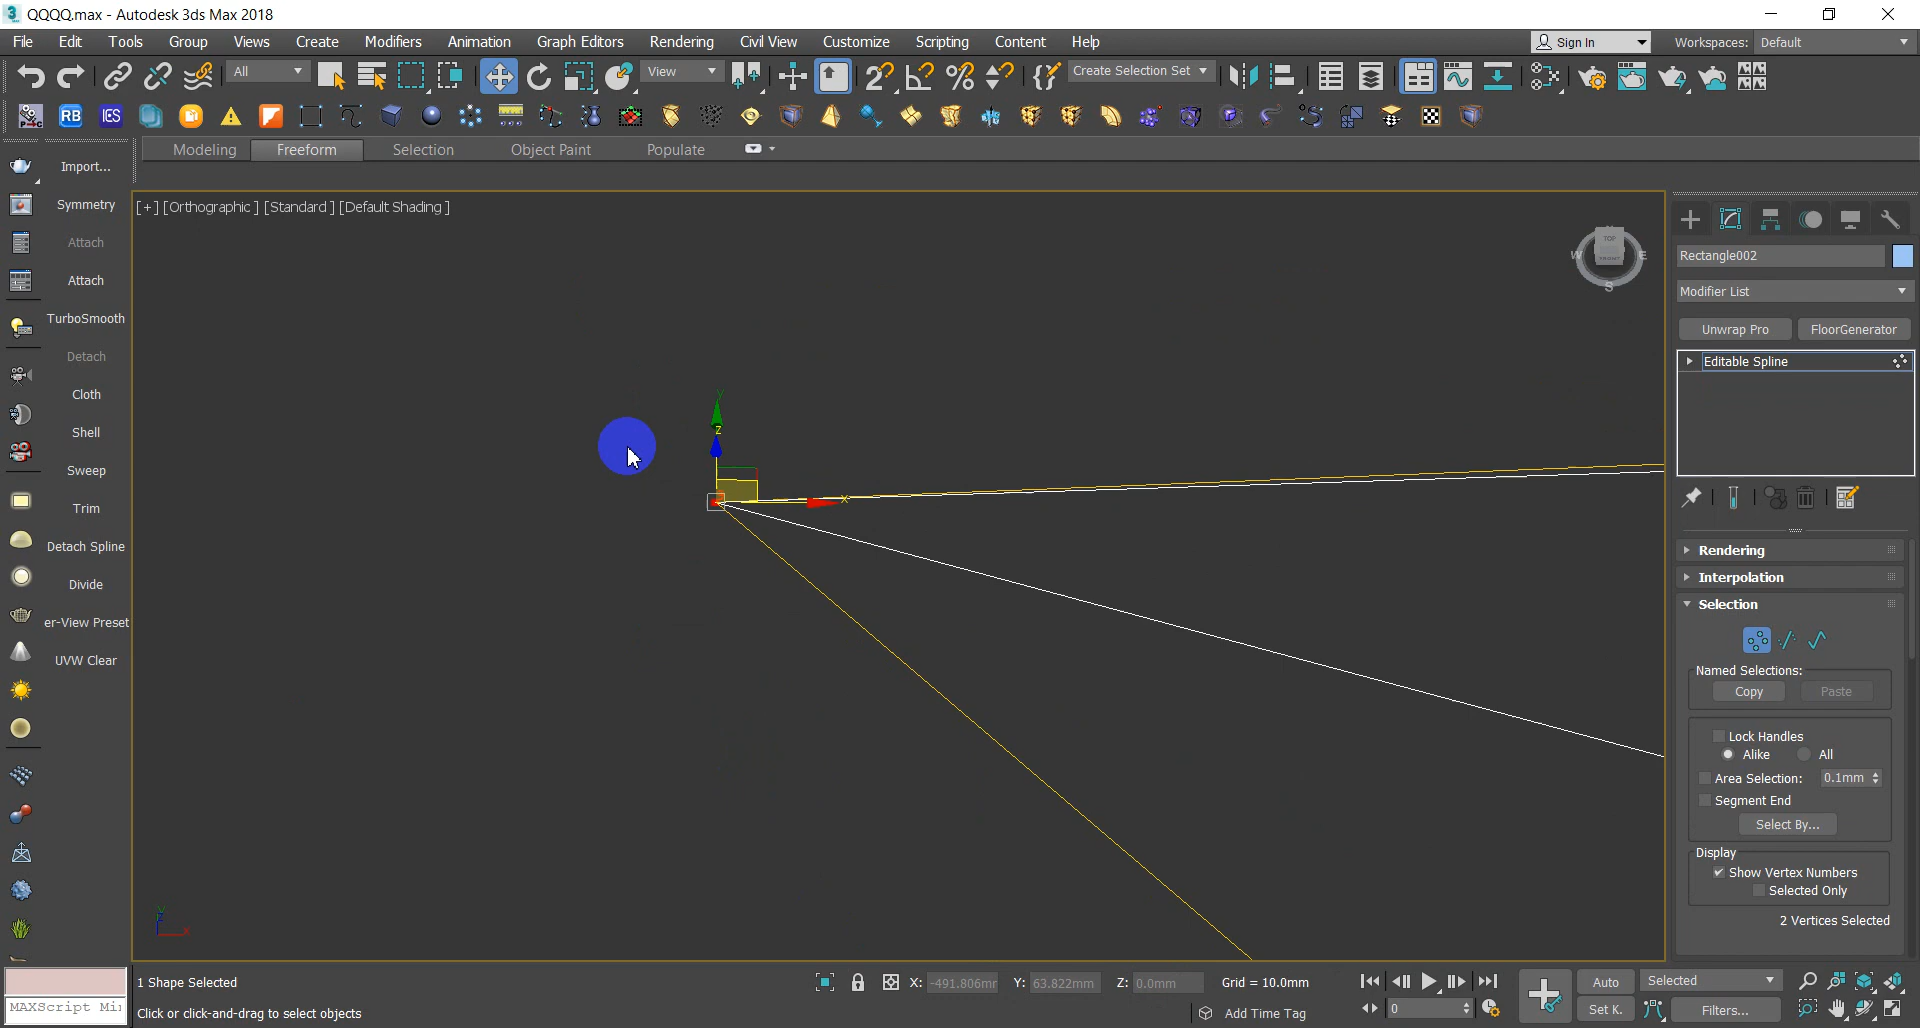 QQQQ.max - Autodesk 3ds Max 2018
File Edit Tools Group Views Create Modifiers Animation Graph Editors Rendering Civil View Customize Scripting Content Help Sign In Workspaces: Default
All View Create Selection Set
RB IES
Modeling Freeform Selection Object Paint Populate
Import...
Symmetry
Attach
Attach
TurboSmooth
Detach
Cloth
Shell
Sweep
Trim
Detach Spline
Divide
er-View Preset
UVW Clear
[+] [Orthographic] [Standard] [Default Shading]
TOP
FRONT
W E
S
y
z
x
Rectangle002
Modifier List
Unwrap Pro FloorGenerator
Editable Spline
Rendering
Interpolation
Selection
Named Selections:
Copy Paste
Lock Handles
Alike All
Area Selection: 0.1mm
Segment End
Select By...
Display
Show Vertex Numbers
Selected Only
2 Vertices Selected
1 Shape Selected X: -491.806mr Y: 63.822mm Z: 0.0mm Grid = 10.0mm Auto Selected
MAXScript Mi Click or click-and-drag to select objects Add Time Tag 0 Set K. Filters...